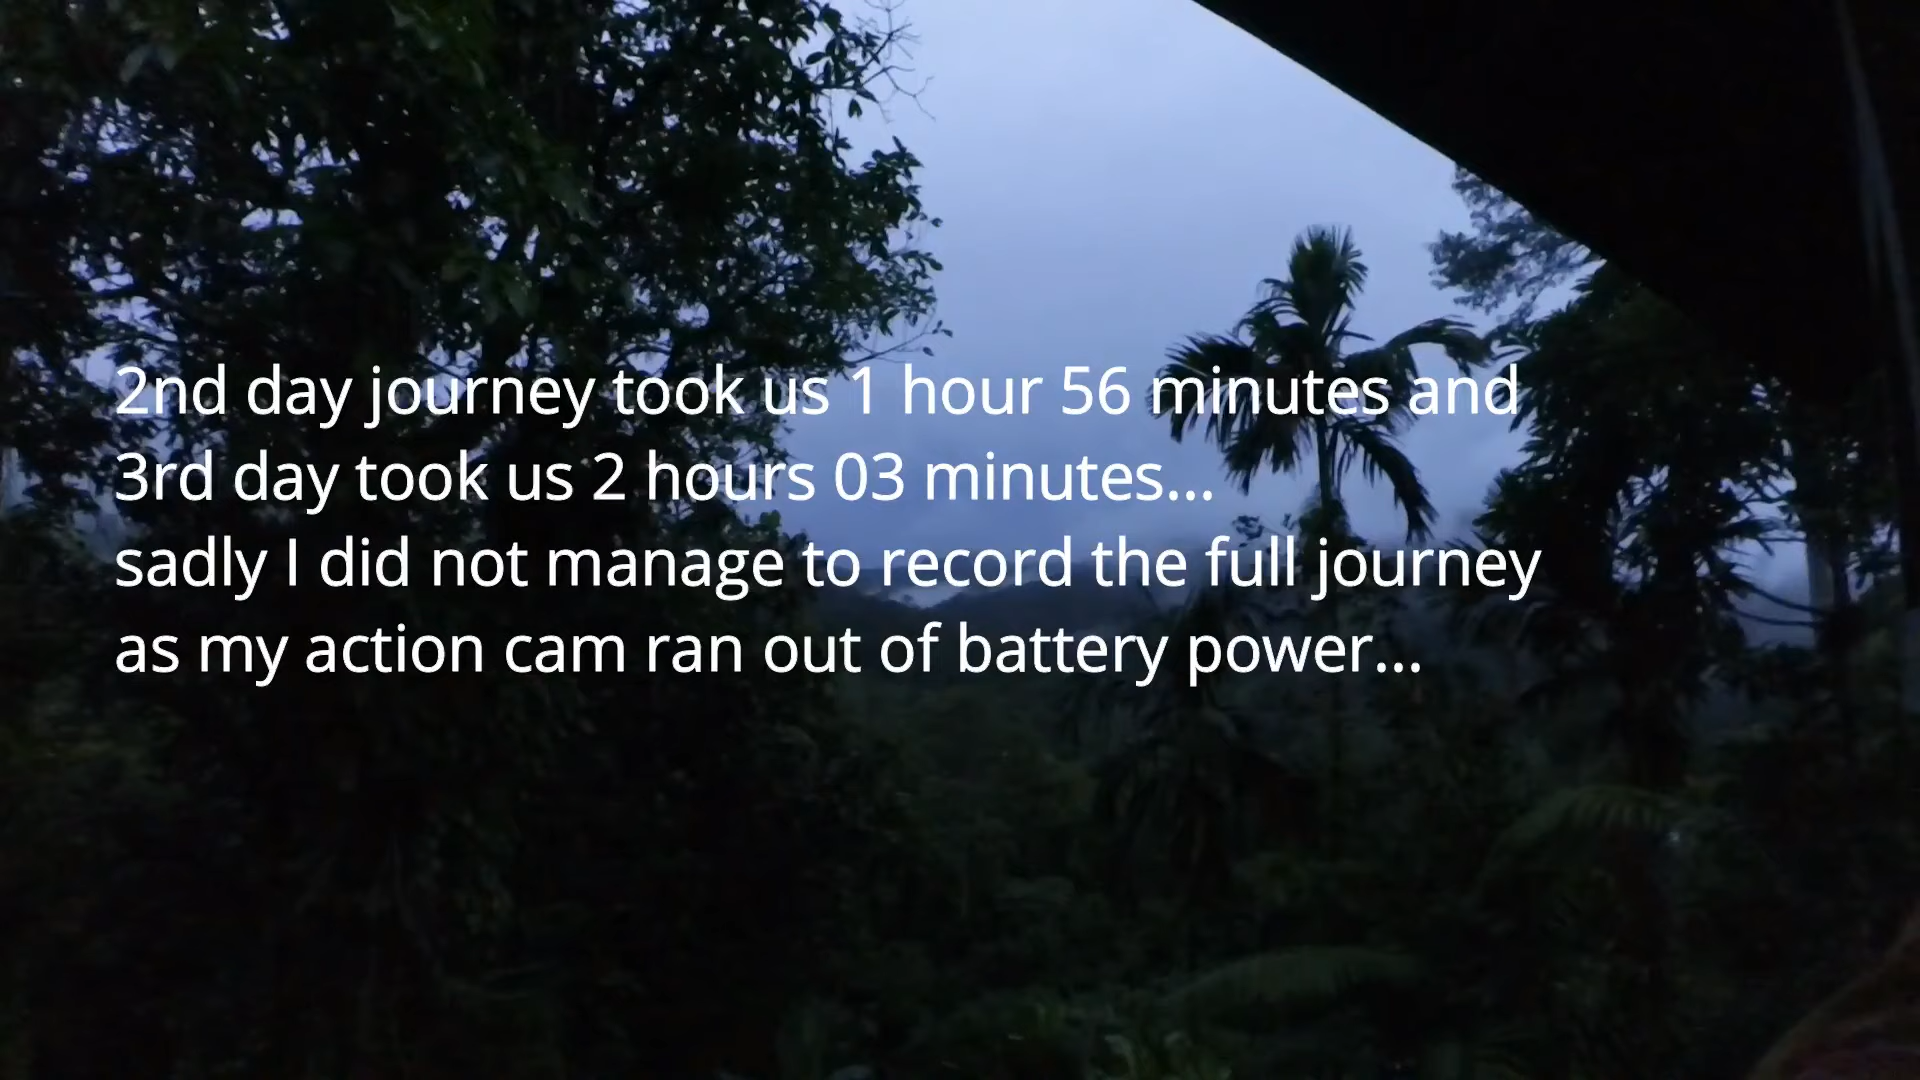 2nd day journey took us 1 hour 56 minutes and
3rd day took us 2 hours 03 minutes...
sadly I did not manage to record the full journey
as my action cam ran out of battery power...